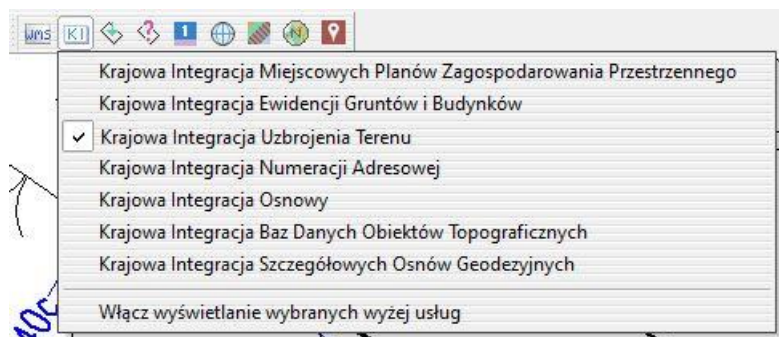 wms KI 1 N
Krajowa Integracja Miejscowych Planów Zagospodarowania Przestrzennego
Krajowa Integracja Ewidencji Gruntów i Budynków
Krajowa Integracja Uzbrojenia Terenu
Krajowa Integracja Numeracji Adresowej
Krajowa Integracja Osnowy
Krajowa Integracja Baz Danych Obiektów Topograficznych
Krajowa Integracja Szczegółowych Osnów Geodezyjnych
Włącz wyświetlanie wybranych wyżej usług